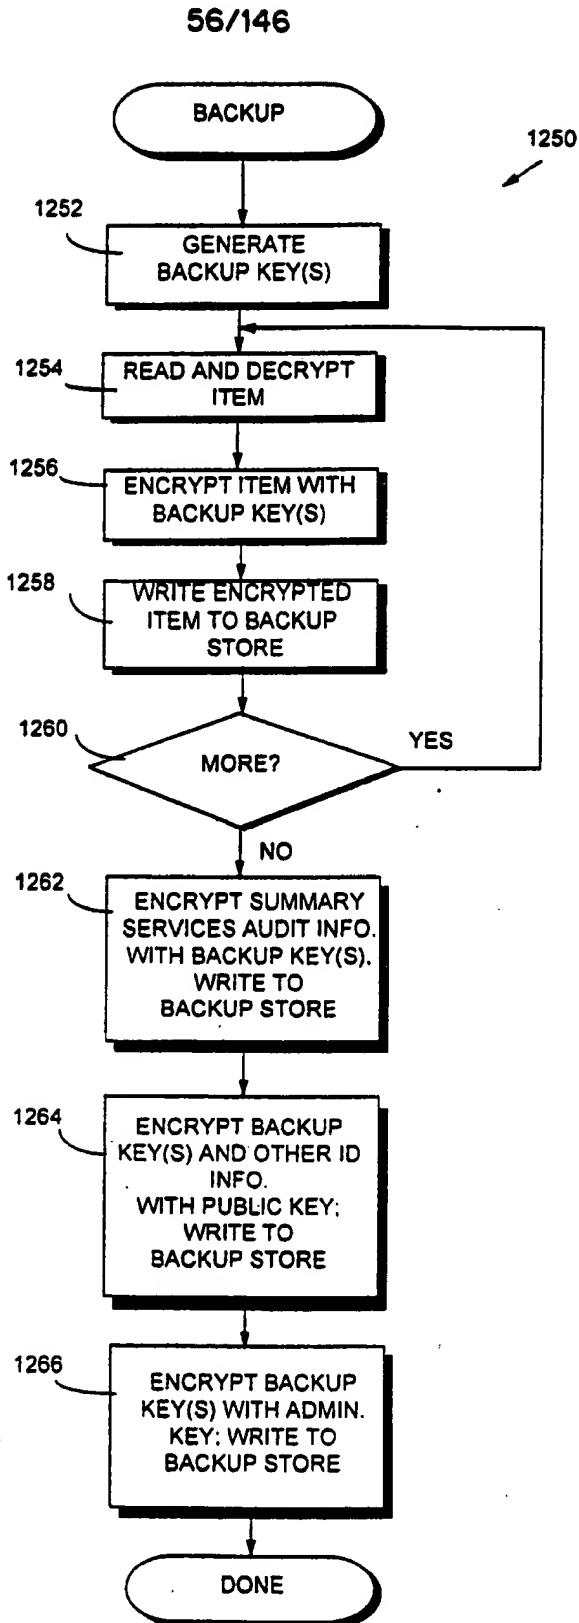 56/146
BACKUP
1250
1252
GENERATE
BACKUP KEY(S)
1254
READ AND DECRYPT
ITEM
1256
ENCRYPT ITEM WITH
BACKUP KEY(S)
1258
WRITE ENCRYPTED
ITEM TO BACKUP
STORE
1260
MORE?
YES
NO
1262
ENCRYPT SUMMARY
SERVICES AUDIT INFO.
WITH BACKUP KEY(S).
WRITE TO
BACKUP STORE
1264
ENCRYPT BACKUP
KEY(S) AND OTHER ID
INFO.
WITH PUBLIC KEY;
WRITE TO
BACKUP STORE
1266
ENCRYPT BACKUP
KEY(S) WITH ADMIN.
KEY; WRITE TO
BACKUP STORE
DONE